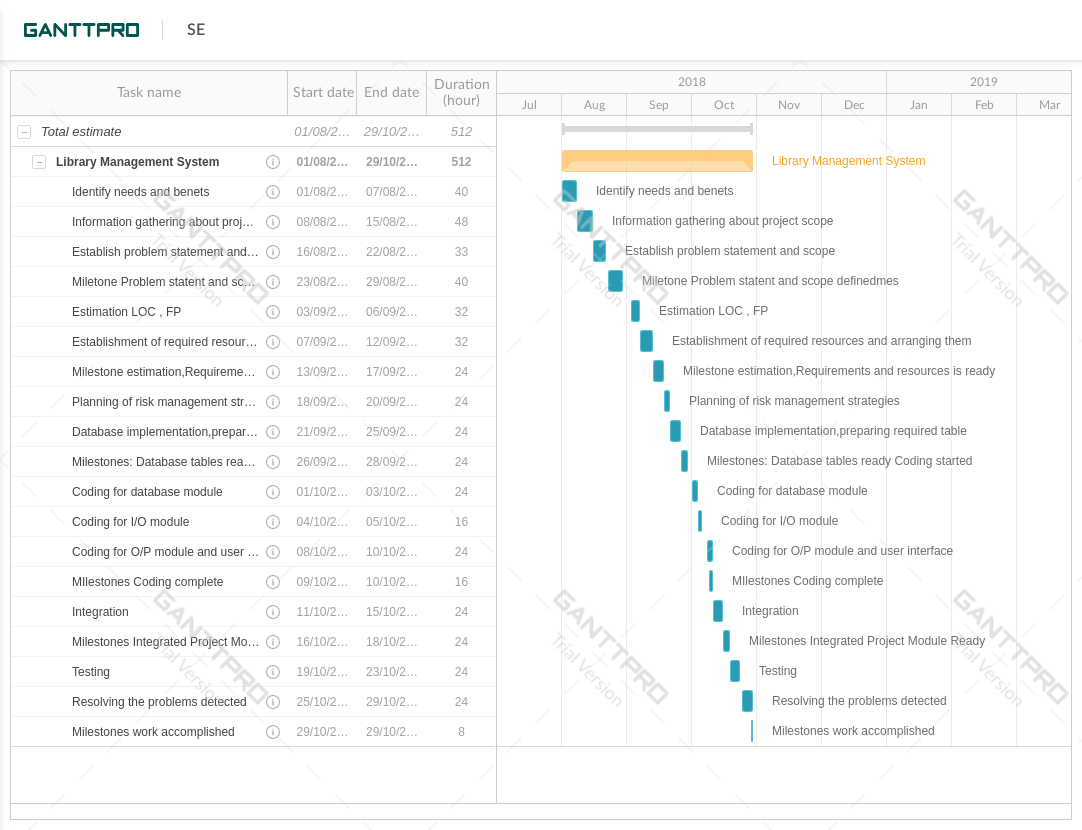 GANTTPRO SE
Task name Start date End date Duration (hour) 2018 2019
Jul Aug Sep Oct Nov Dec Jan Feb Mar
Total estimate 01/08/2... 29/10/2... 512
Library Management System 01/08/2... 29/10/2... 512 Library Management System
Identify needs and benets 01/08/2... 07/08/2... 40 Identify needs and benets
Information gathering about proj... 08/08/2... 15/08/2... 48 Information gathering about project scope
Establish problem statement and... 16/08/2... 22/08/2... 33 Establish problem statement and scope
Miletone Problem statent and sc... 23/08/2... 29/08/2... 40 Miletone Problem statent and scope definedmes
Estimation LOC , FP 03/09/2... 06/09/2... 32 Estimation LOC , FP
Establishment of required resour... 07/09/2... 12/09/2... 32 Establishment of required resources and arranging them
Milestone estimation,Requireme... 13/09/2... 17/09/2... 24 Milestone estimation,Requirements and resources is ready
Planning of risk management str... 18/09/2... 20/09/2... 24 Planning of risk management strategies
Database implementation,prepar... 21/09/2... 25/09/2... 24 Database implementation,preparing required table
Milestones: Database tables rea... 26/09/2... 28/09/2... 24 Milestones: Database tables ready Coding started
Coding for database module 01/10/2... 03/10/2... 24 Coding for database module
Coding for I/O module 04/10/2... 05/10/2... 16 Coding for I/O module
Coding for O/P module and user ... 08/10/2... 10/10/2... 24 Coding for O/P module and user interface
MIlestones Coding complete 09/10/2... 10/10/2... 16 MIlestones Coding complete
Integration 11/10/2... 15/10/2... 24 Integration
Milestones Integrated Project Mo... 16/10/2... 18/10/2... 24 Milestones Integrated Project Module Ready
Testing 19/10/2... 23/10/2... 24 Testing
Resolving the problems detected 25/10/2... 29/10/2... 24 Resolving the problems detected
Milestones work accomplished 29/10/2... 29/10/2... 8 Milestones work accomplished
GANTTPRO
Trial Version
GANTTPRO
Trial Version
GANTTPRO
Trial Version
GANTTPRO
Trial Version
GANTTPRO
Trial Version
GANTTPRO
Trial Version